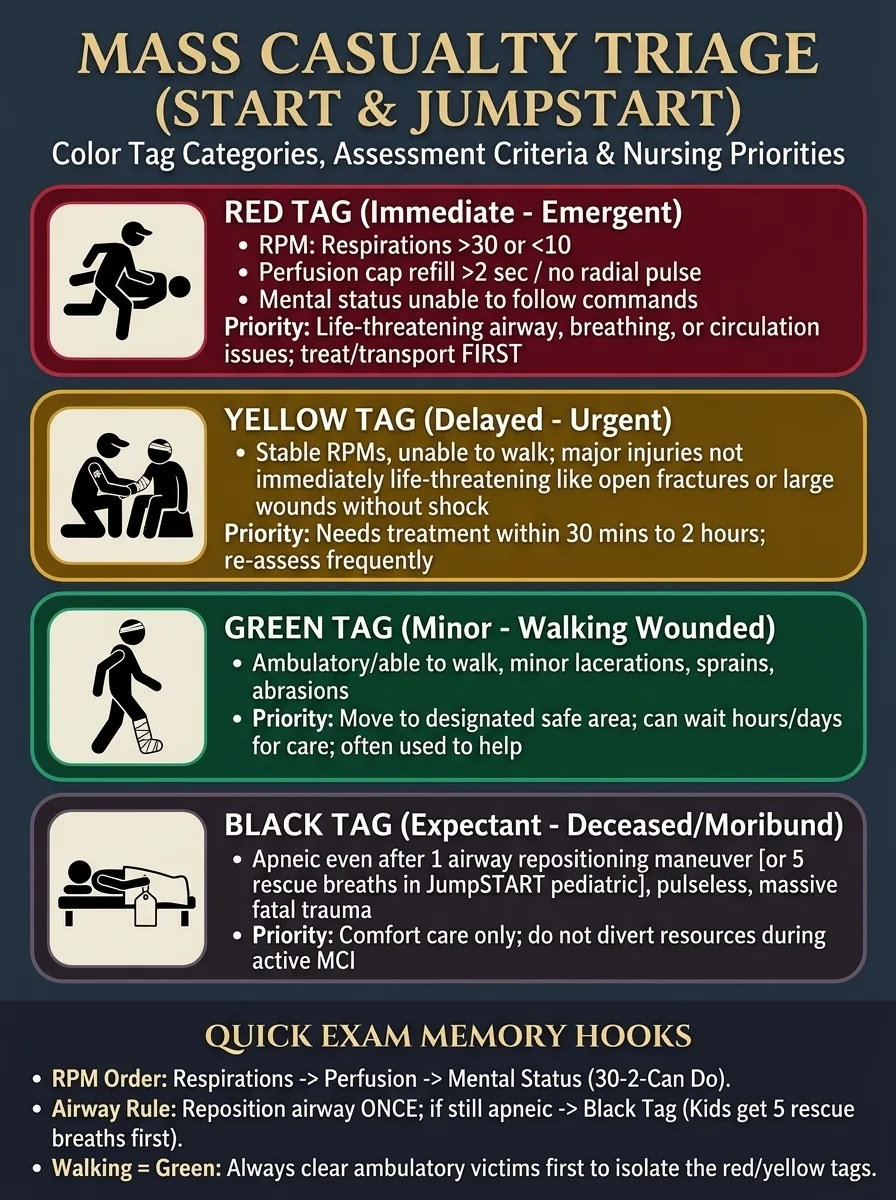 MASS CASUALTY TRIAGE
(START & JUMPSTART)
Color Tag Categories, Assessment Criteria & Nursing Priorities
RED TAG (Immediate - Emergent)
• RPM: Respirations >30 or <10
• Perfusion cap refill >2 sec / no radial pulse
• Mental status unable to follow commands
Priority: Life-threatening airway, breathing, or circulation
issues; treat/transport FIRST
YELLOW TAG (Delayed - Urgent)
• Stable RPMs, unable to walk; major injuries not
immediately life-threatening like open fractures or large
wounds without shock
Priority: Needs treatment within 30 mins to 2 hours;
re-assess frequently
GREEN TAG (Minor - Walking Wounded)
• Ambulatory/able to walk, minor lacerations, sprains,
abrasions
• Priority: Move to designated safe area; can wait hours/days
for care; often used to help
BLACK TAG (Expectant - Deceased/Moribund)
• Apneic even after 1 airway repositioning maneuver [or 5
rescue breaths in JumpSTART pediatric], pulseless, massive
fatal trauma
• Priority: Comfort care only; do not divert resources during
active MCI
QUICK EXAM MEMORY HOOKS
• RPM Order: Respirations -> Perfusion -> Mental Status (30-2-Can Do).
• Airway Rule: Reposition airway ONCE; if still apneic -> Black Tag (Kids get 5 rescue
breaths first).
• Walking = Green: Always clear ambulatory victims first to isolate the red/yellow tags.